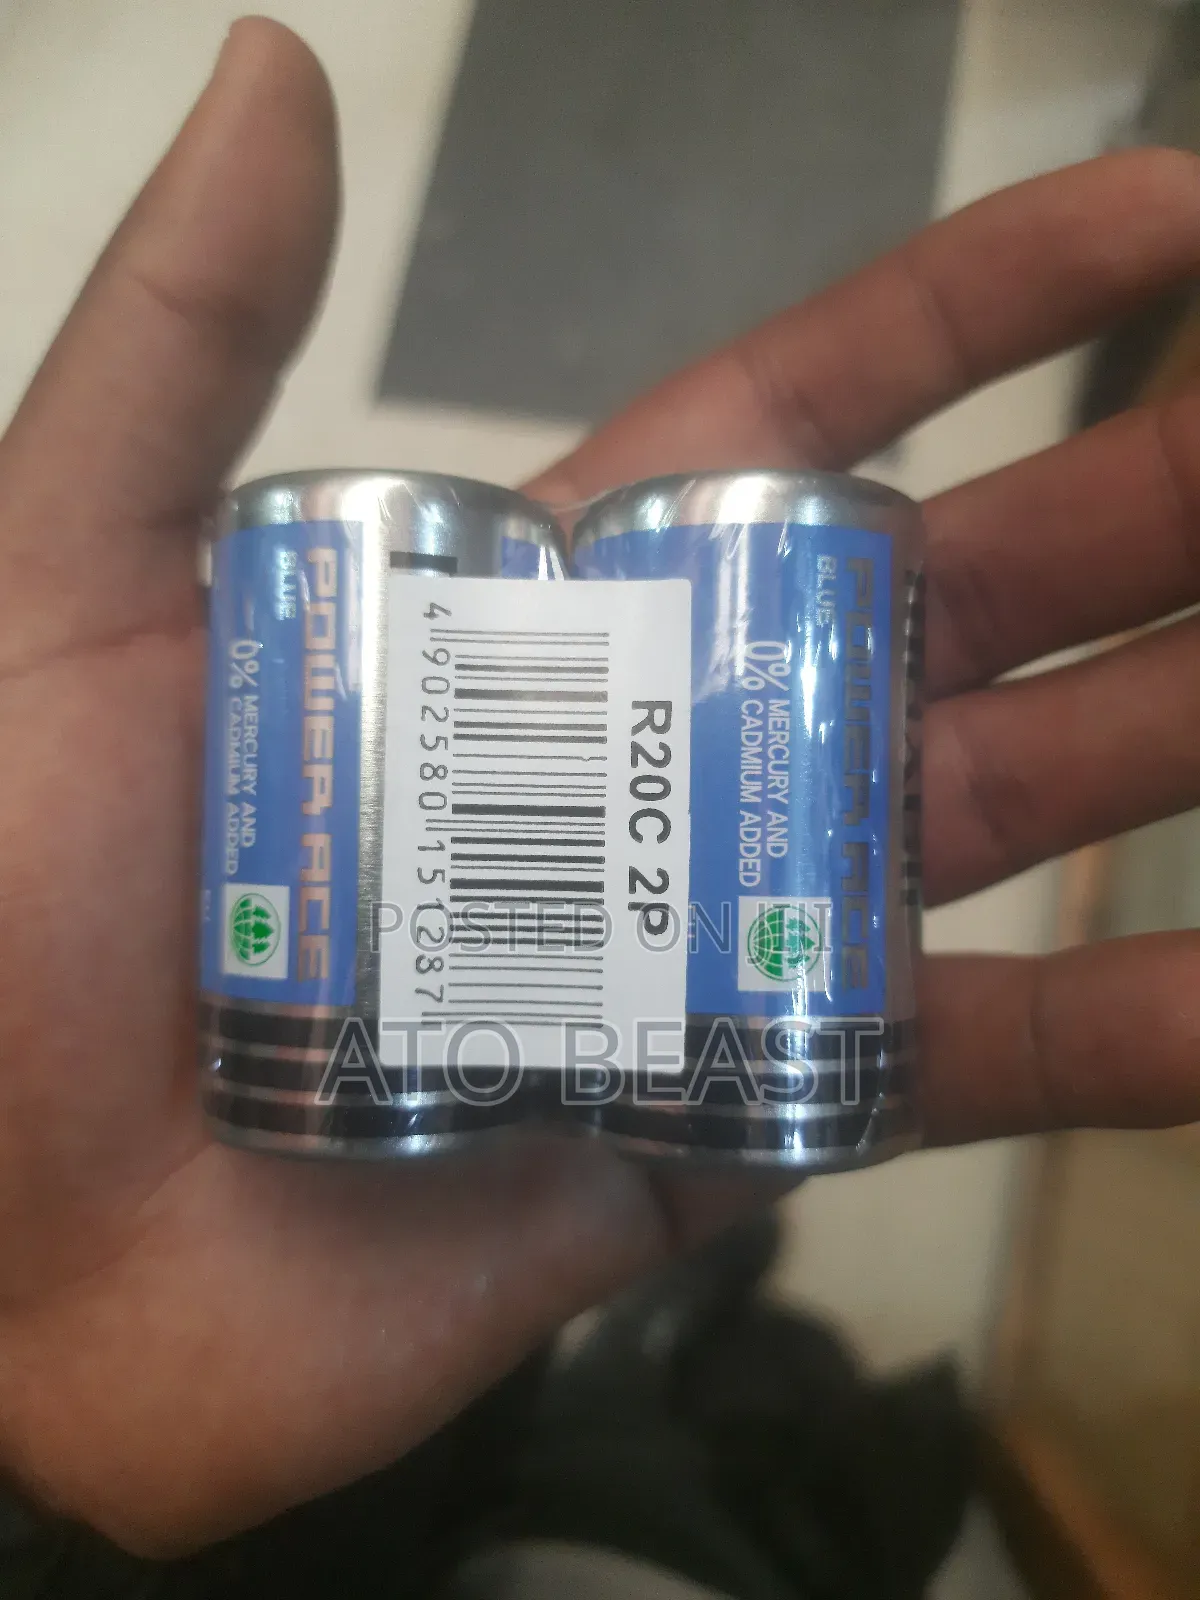 POWER ACE
BLUE
0% MERCURY AND
CADMIUM ADDED
R20C 2P
4 902580 151287
POWER ACE
BLUE
0% MERCURY AND
CADMIUM ADDED
POSTED ON JIJI
ATO BEAST